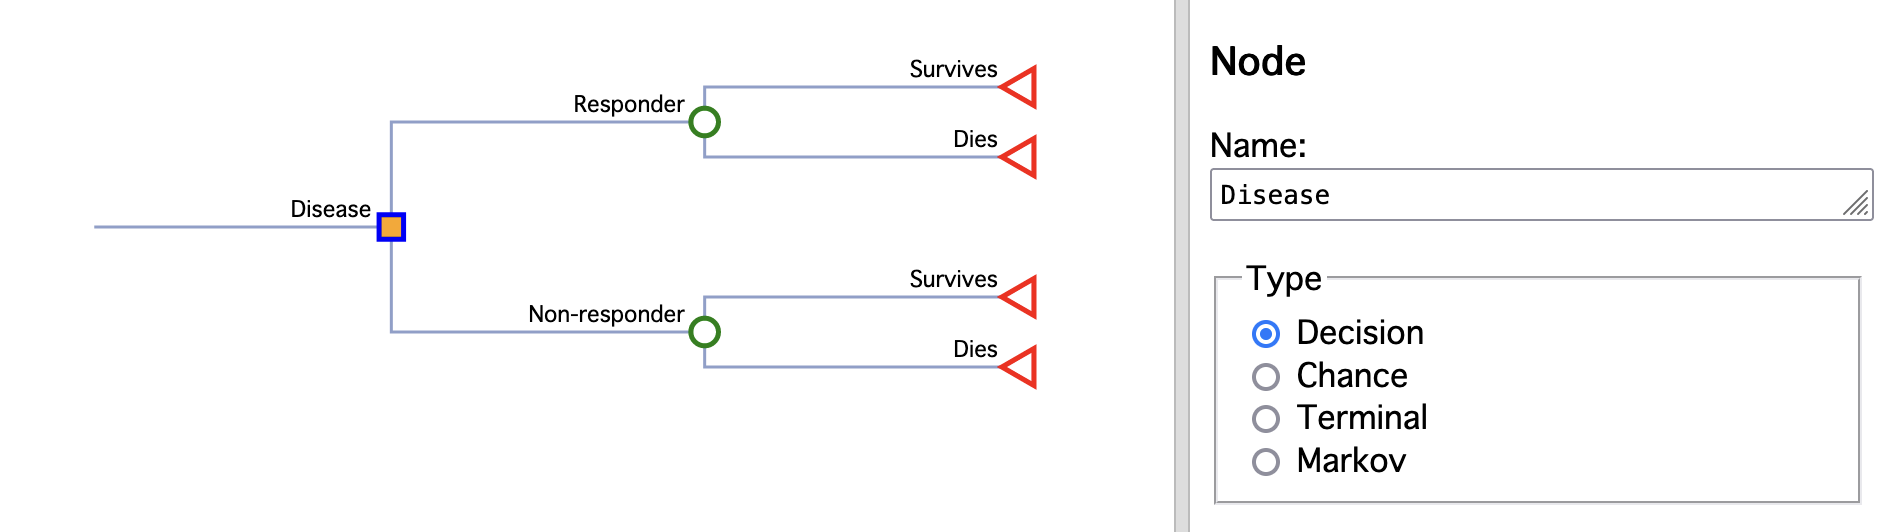 Survives
Responder
Dies
Disease
Survives
Non-responder
Dies
Node
Name:
Disease
Type
Decision
Chance
Terminal
Markov